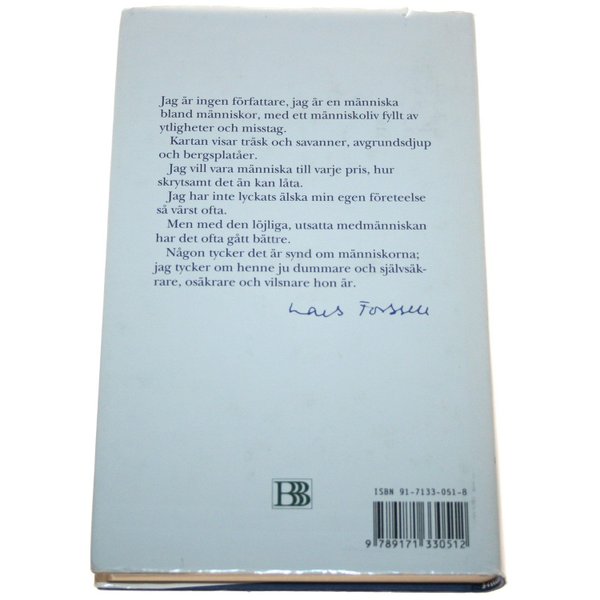 Jag är ingen författare, jag är en människa
bland människor, med ett människoliv fyllt av
ytligheter och misstag.
Kartan visar träsk och savanner, avgrundsdjup
och bergsplatåer.
Jag vill vara människa till varje pris, hur
skrytsamt det än kan låta.
Jag har inte lyckats älska min egen företeelse
så värst ofta.
Men med den löjliga, utsatta medmänniskan
har det ofta gått bättre.
Någon tycker det är synd om människorna;
jag tycker om henne ju dummare och självsäk-
rare, osäkrare och vilsnare hon är.
Lars Forssell
ISBN 91-7133-051-8
BBB
9 789171 330512